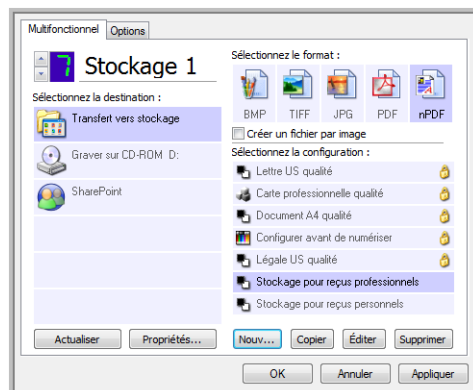 Multifonctionnel
Options
7
Stockage 1
Sélectionnez la destination :
Transfert vers stockage
Graver sur CD-ROM D:
SharePoint
Actualiser
Propriétés...
Sélectionnez le format :
BMP
TIFF
JPG
PDF
nPDF
Créer un fichier par image
Sélectionnez la configuration :
Lettre US qualité
Carte professionnelle qualité
Document A4 qualité
Configurer avant de numériser
Légale US qualité
Stockage pour reçus professionnels
Stockage pour reçus personnels
Nouv...
Copier
Éditer
Supprimer
OK
Annuler
Appliquer